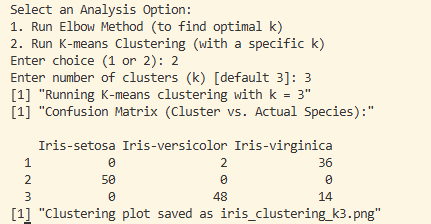 Select an Analysis Option:
1. Run Elbow Method (to find optimal k)
2. Run K-means Clustering (with a specific k)
Enter choice (1 or 2): 2
Enter number of clusters (k) [default 3]: 3
[1] "Running K-means clustering with k = 3"
[1] "Confusion Matrix (Cluster vs. Actual Species):"
Iris-setosa Iris-versicolor Iris-virginica
1 0 2 36
2 50 0 0
3 0 48 14
[1] "Clustering plot saved as iris_clustering_k3.png"